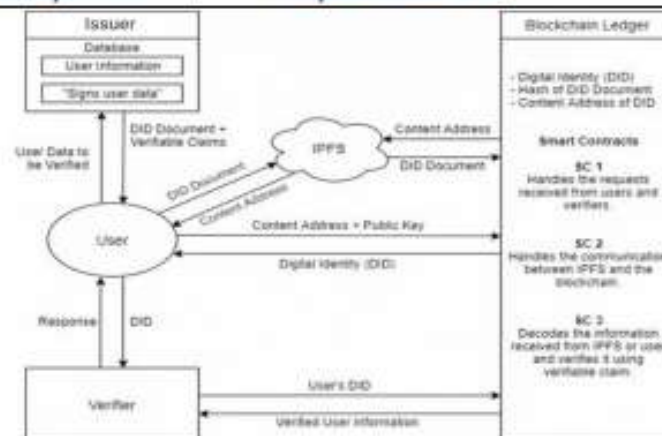 Issuer
Database
User Information
"Signs user data"
User Data to
be Verified
DID Document +
Verifiable Claims
IPFS
DID Document
Content Address
Content Address
DID Document
User
Content Address + Public Key
Digital Identity (DID)
Response
DID
Verifier
User's DID
Verified User Information
Blockchain Ledger
- Digital Identity (DID)
- Hash of DID Document
- Content Address of DID
Smart Contracts
SC 1
Handles the requests
received from users and
verifiers.
SC 2
Handles the communication
between IPFS and the
blockchain.
SC 3
Decodes the information
received from IPFS or user
and verifies it using
verifiable claim